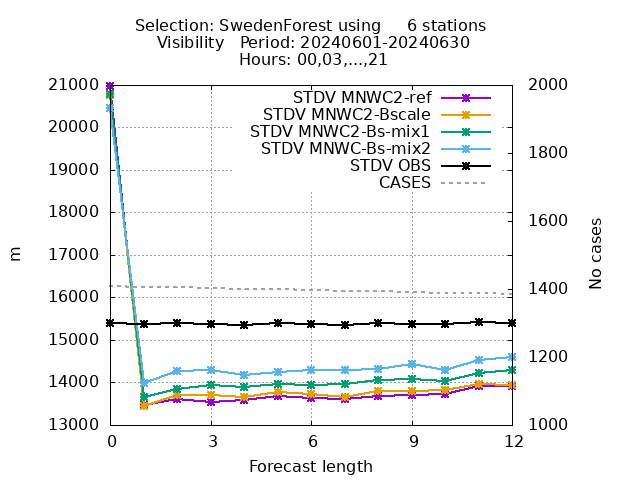 Selection: SwedenForest using     6 stations
Visibility   Period: 20240601-20240630
Hours: 00,03,...,21
STDV MNWC2-ref
STDV MNWC2-Bscale
STDV MNWC2-Bs-mix1
STDV MNWC-Bs-mix2
STDV OBS
CASES
21000
20000
19000
18000
17000
16000
15000
14000
13000
m
2000
1800
1600
1400
1200
1000
No cases
0 3 6 9 12
Forecast length